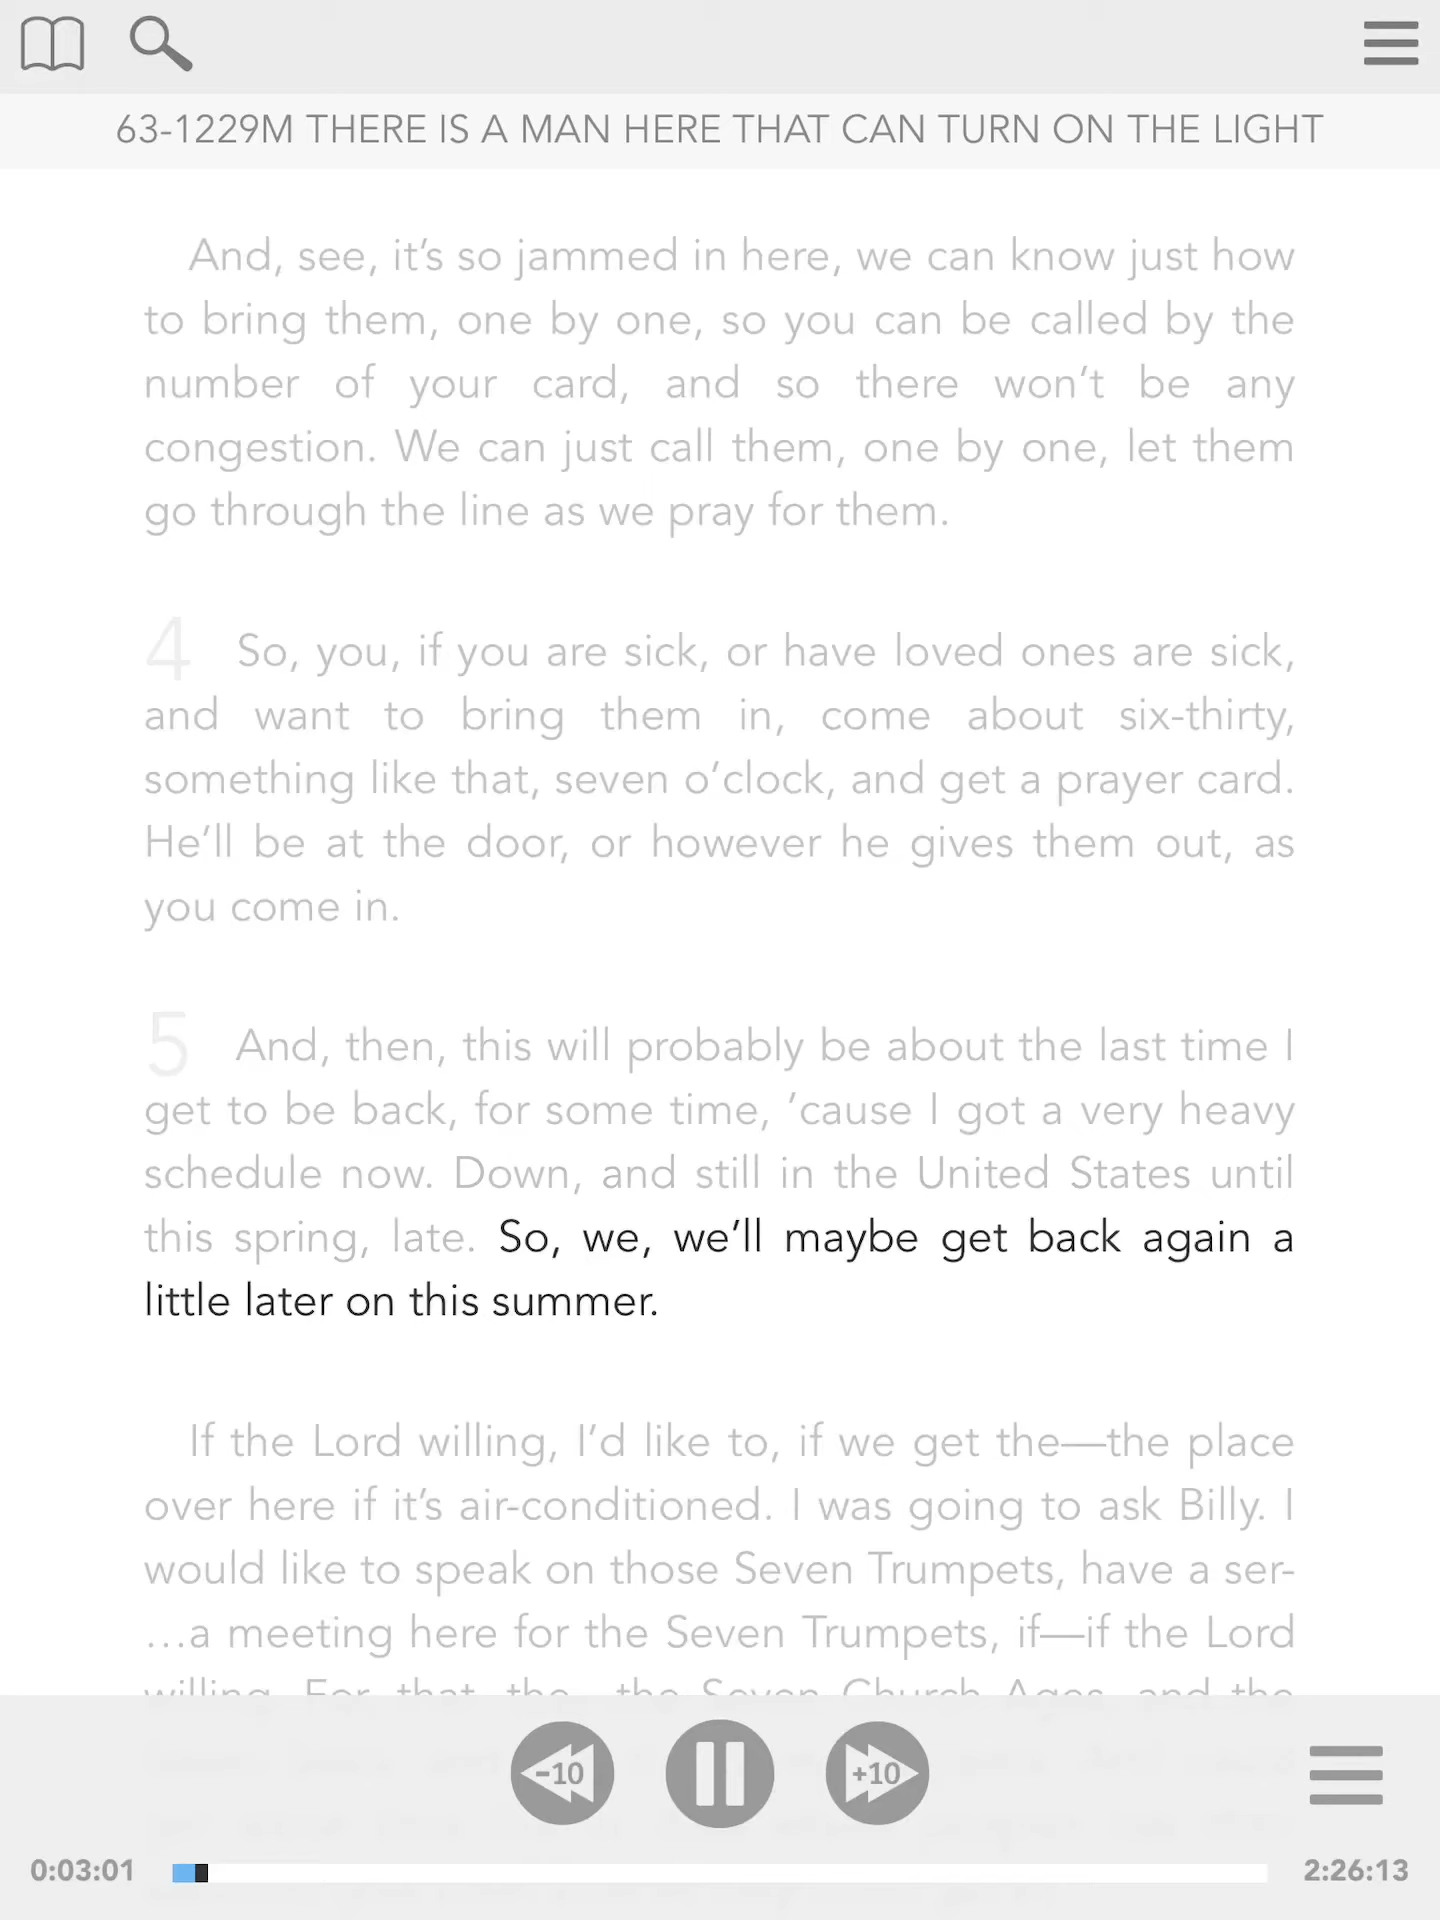 63-1229M THERE IS A MAN HERE THAT CAN TURN ON THE LIGHT
And, see, it’s so jammed in here, we can know just how
to bring them, one by one, so you can be called by the
number of your card, and so there won’t be any
congestion. We can just call them, one by one, let them
go through the line as we pray for them.
4 So, you, if you are sick, or have loved ones are sick,
and want to bring them in, come about six-thirty,
something like that, seven o’clock, and get a prayer card.
He’ll be at the door, or however he gives them out, as
you come in.
5 And, then, this will probably be about the last time I
get to be back, for some time, ’cause I got a very heavy
schedule now. Down, and still in the United States until
this spring, late. So, we, we’ll maybe get back again a
little later on this summer.
If the Lord willing, I’d like to, if we get the—the place
over here if it’s air-conditioned. I was going to ask Billy. I
would like to speak on those Seven Trumpets, have a ser-
…a meeting here for the Seven Trumpets, if—if the Lord
willing. For that the—the Seven Church Ages, and the
-10 +10
0:03:01 2:26:13